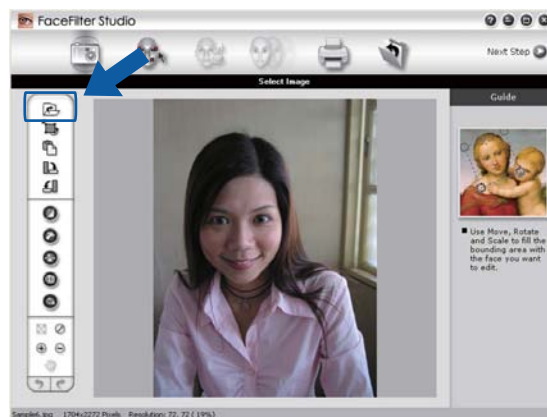 FaceFilter Studio
Next Step
Select Image
Guide
Use Move, Rotate
and Scale to fill the
bounding area with
the face you want
to edit.
Sample6.jpg 1704x2272 Pixels Resolution: 72, 72 ( 19%)